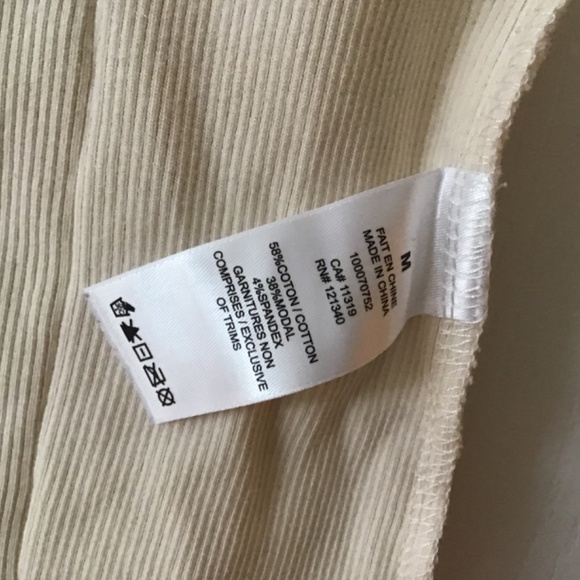 M
FAIT EN CHINE
MADE IN CHINA
100070752
CA# 11319
RN# 121340
58%COTON / COTTON
38%MODAL
4%SPANDEX
GARNITURES NON
COMPRISES / EXCLUSIVE
OF TRIMS